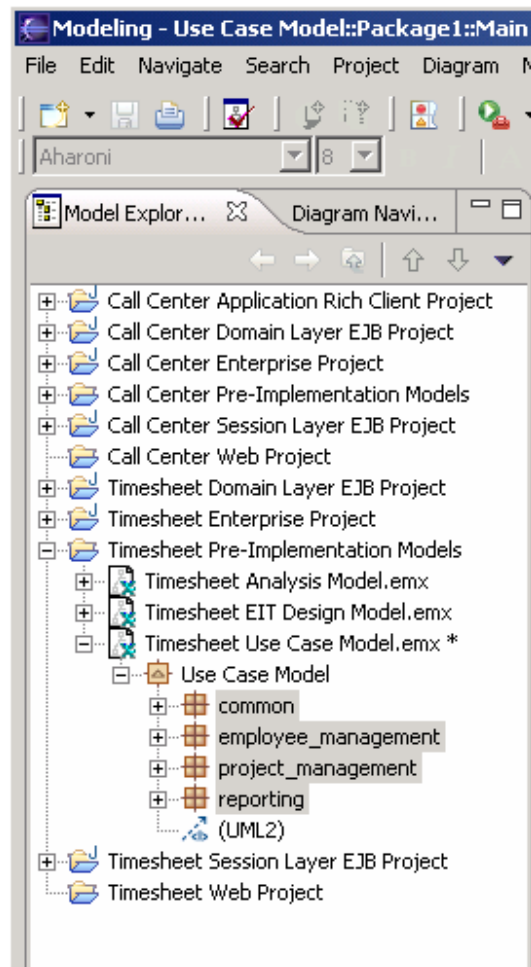 Modeling - Use Case Model::Package1::Main
File Edit Navigate Search Project Diagram
Aharoni 8
Model Explor... Diagram Navi...
Call Center Application Rich Client Project
Call Center Domain Layer EJB Project
Call Center Enterprise Project
Call Center Pre-Implementation Models
Call Center Session Layer EJB Project
Call Center Web Project
Timesheet Domain Layer EJB Project
Timesheet Enterprise Project
Timesheet Pre-Implementation Models
Timesheet Analysis Model.emx
Timesheet EIT Design Model.emx
Timesheet Use Case Model.emx *
Use Case Model
common
employee_management
project_management
reporting
(UML2)
Timesheet Session Layer EJB Project
Timesheet Web Project